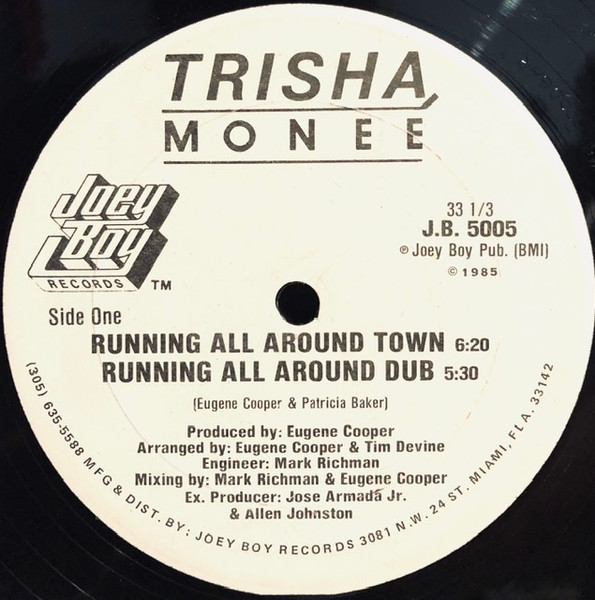 TRISHA
MONEE
Joey
Boy
RECORDS TM
33 1/3
J.B. 5005
℗ Joey Boy Pub. (BMI)
© 1985
Side One
RUNNING ALL AROUND TOWN 6:20
RUNNING ALL AROUND DUB 5:30
(Eugene Cooper & Patricia Baker)
Produced by: Eugene Cooper
Arranged by: Eugene Cooper & Tim Devine
Engineer: Mark Richman
Mixing by: Mark Richman & Eugene Cooper
Ex. Producer: Jose Armada Jr.
& Allen Johnston
(305) 635-5588 MFG & DIST. BY: JOEY BOY RECORDS 3081 N.W. 24 ST. MIAMI, FLA. 33142